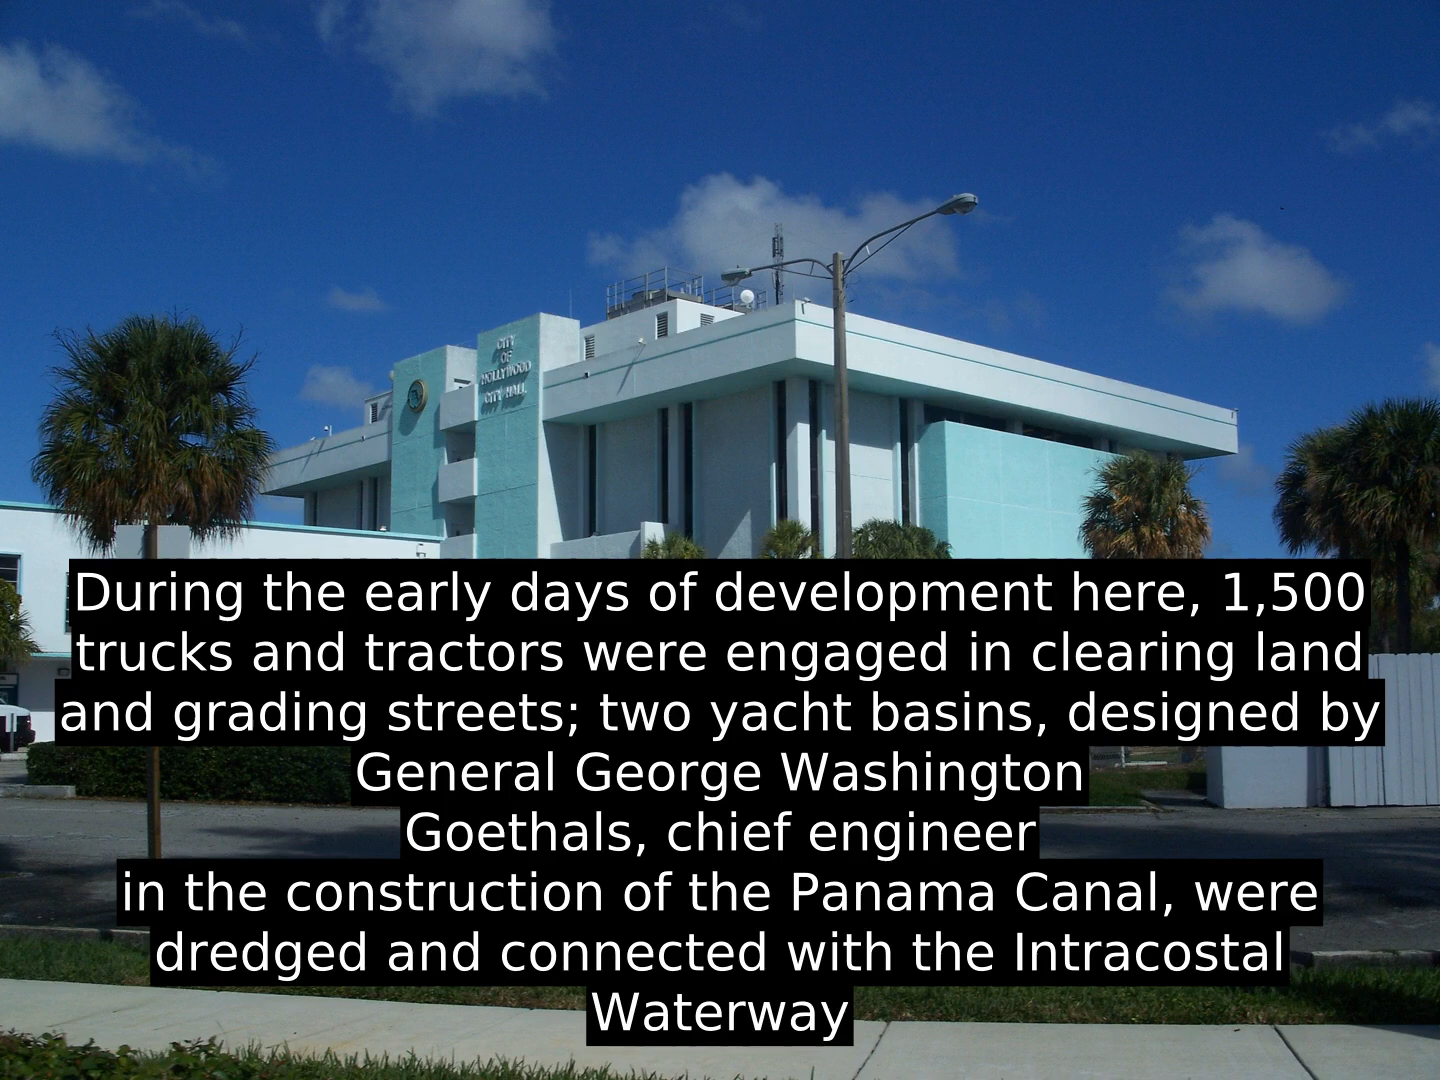 CITY
OF
HOLLYWOOD
CITY HALL
During the early days of development here, 1,500
trucks and tractors were engaged in clearing land
and grading streets; two yacht basins, designed by
General George Washington
Goethals, chief engineer
in the construction of the Panama Canal, were
dredged and connected with the Intracostal
Waterway